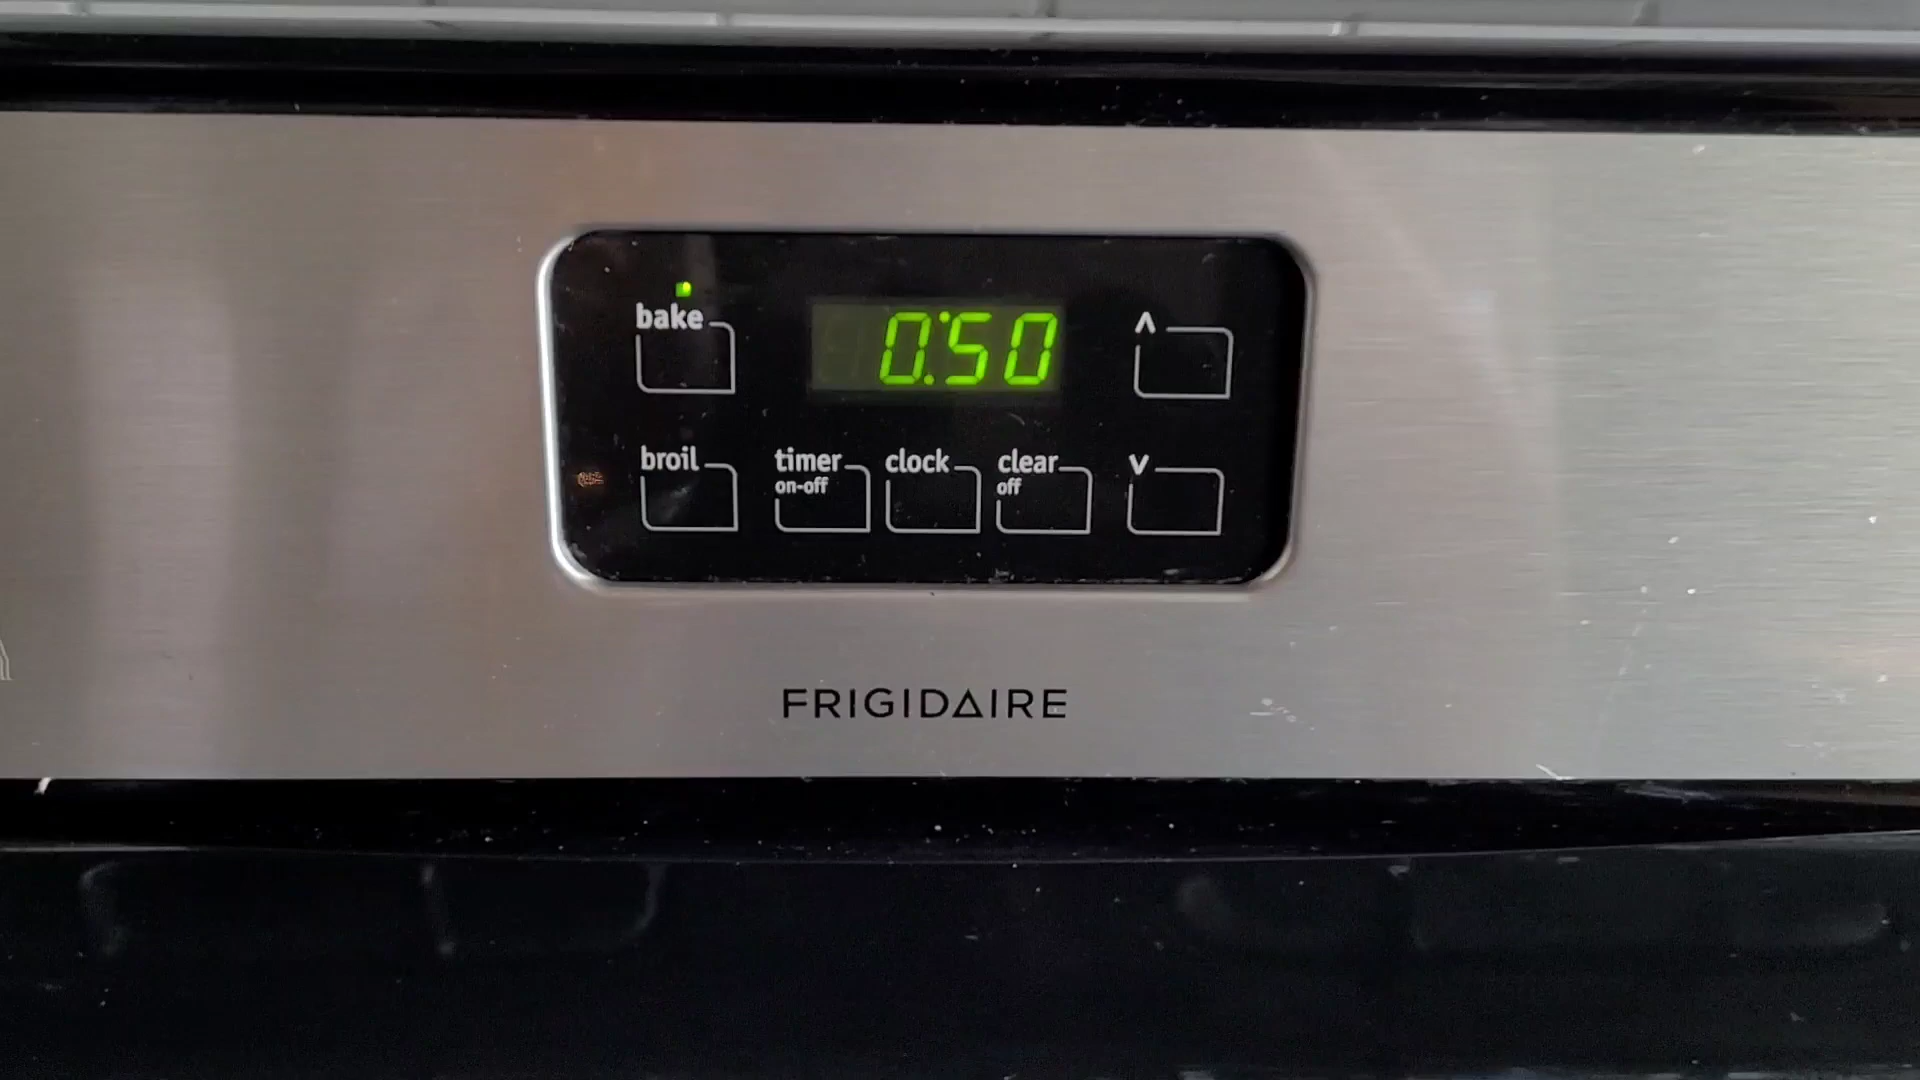 bake
0:50
^
broil
timer
on-off
clock
clear
off
v
FRIGIDAIRE